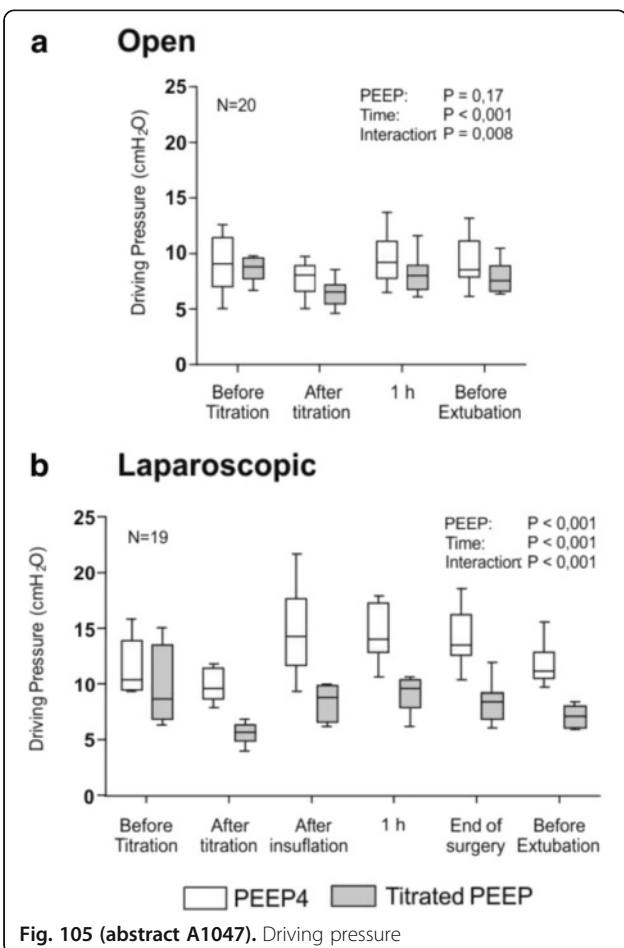 a Open
25
20
15
10
5
0
Driving Pressure (cmH₂O)
N=20
PEEP: P = 0,17
Time: P < 0,001
Interaction: P = 0,008
Before Titration
After titration
1 h
Before Extubation
b Laparoscopic
25
20
15
10
5
0
Driving Pressure (cmH₂O)
N=19
PEEP: P < 0,001
Time: P < 0,001
Interaction: P < 0,001
Before Titration
After titration
After insuflation
1 h
End of surgery
Before Extubation
PEEP4 Titrated PEEP
Fig. 105 (abstract A1047). Driving pressure